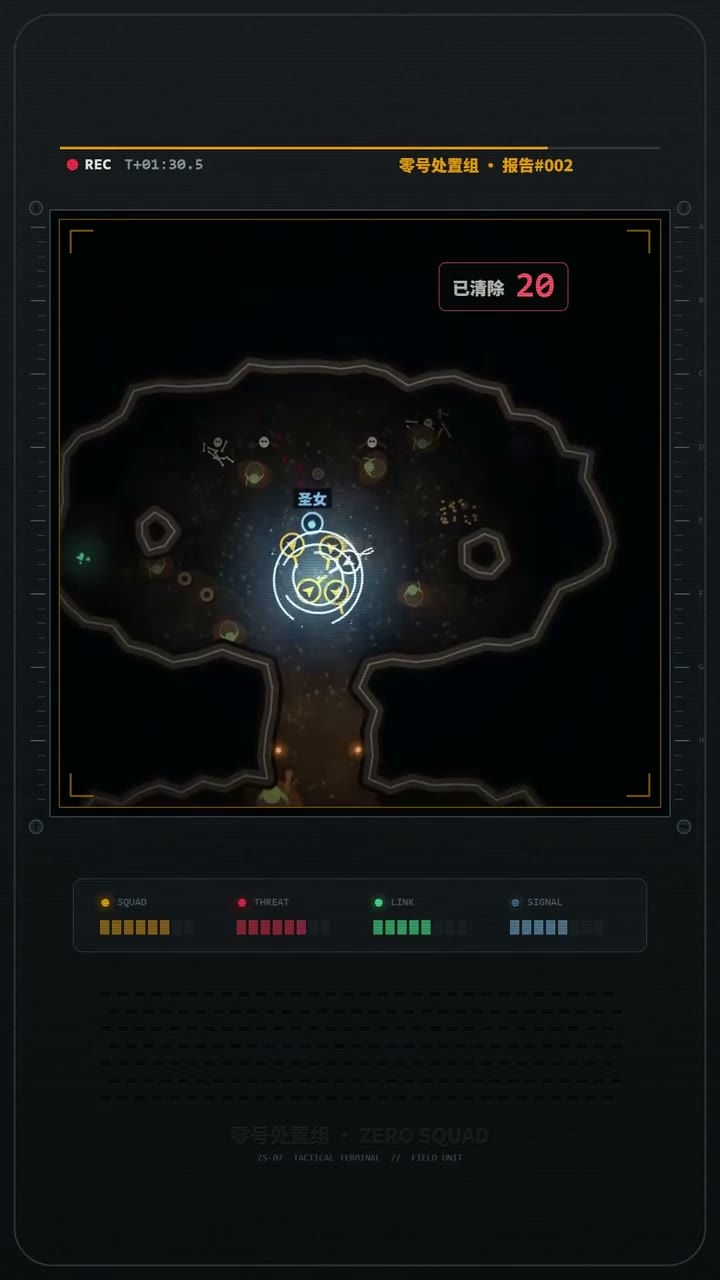 REC T+01:30.5 零号处置组 · 报告#002
已清除 20
圣女
SQUAD THREAT LINK SIGNAL
零号处置组 · ZERO SQUAD
ZS-07 TACTICAL TERMINAL // FIELD UNIT
A
B
C
D
E
F
G
H